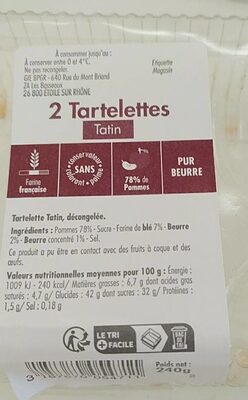 À consommer jusqu'au :
À conserver entre 0 et 4°C.
Ne pas recongeler.
GIE BPGR - 640 Rue du Mont Briand
ZA Les Basseaux
26 800 ÉTOILE SUR RHÔNE
Etiquette
Magasin
2 Tartelettes
Tatin
Farine
française
conservateur
SANS
colorant - arôme
78% de
Pommes
PUR
BEURRE
Tartelette Tatin, décongelée.
Ingrédients : Pommes 78% - Sucre - Farine de blé 7% - Beurre
2% - Beurre concentré 1% - Sel.
Ce produit a pu être en contact avec des fruits à coque et des
œufs.
Valeurs nutritionnelles moyennes pour 100 g : Énergie :
1009 kJ - 240 kcal/ Matières grasses : 6,7 g dont acides gras
saturés : 4,7 g/ Glucides : 42 g dont sucres : 32 g/ Protéines :
1,5 g/ Sel : 0,18 g
LE TRI
+ FACILE
Poids net :
240g